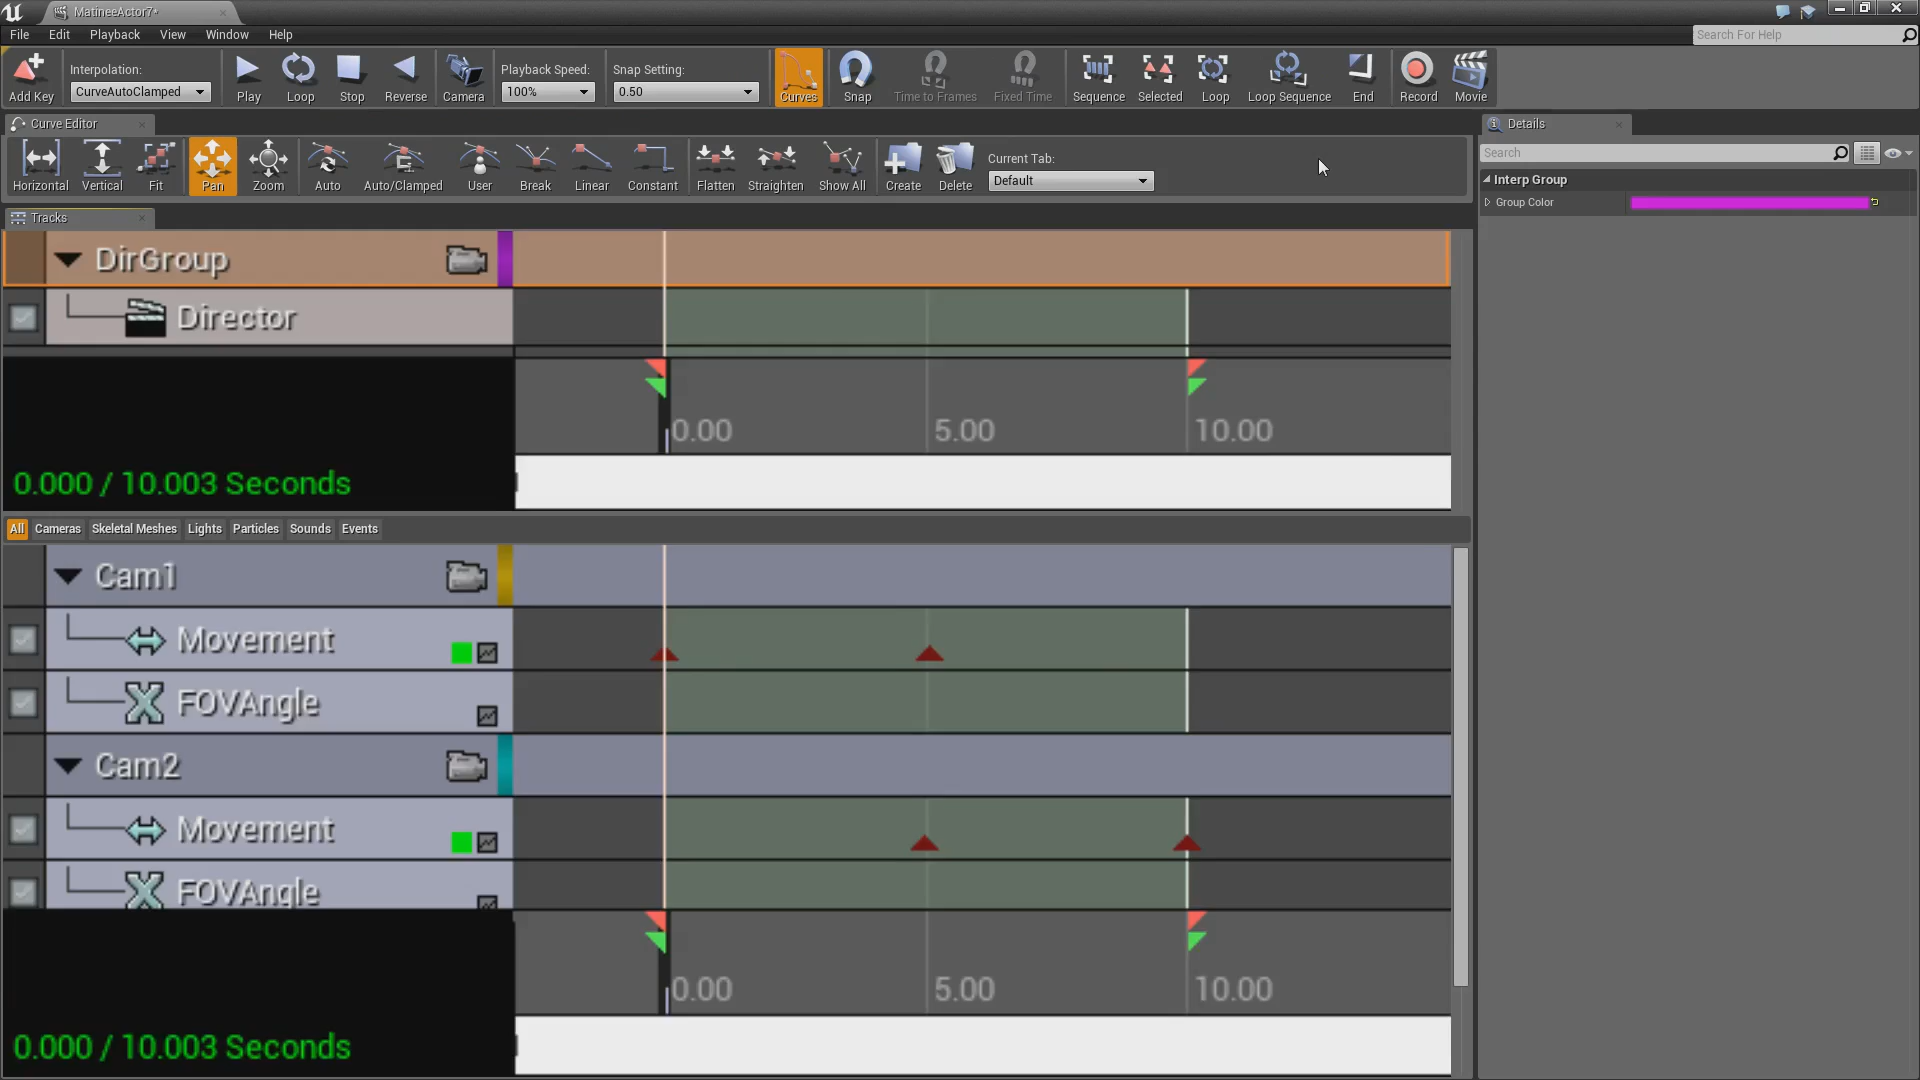 MatineeActor7*
File Edit Playback View Window Help
Search For Help
Add Key
Interpolation:
CurveAutoClamped
Play Loop Stop Reverse Camera
Playback Speed:
100%
Snap Setting:
0.50
Curves Snap Time to Frames Fixed Time Sequence Selected Loop Loop Sequence End Record Movie
Curve Editor
Horizontal Vertical Fit Pan Zoom Auto Auto/Clamped User Break Linear Constant Flatten Straighten Show All Create Delete
Current Tab:
Default
Details
Search
Interp Group
Group Color
Tracks
DirGroup
Director
0.00 5.00 10.00
0.000 / 10.003 Seconds
All Cameras Skeletal Meshes Lights Particles Sounds Events
Cam1
Movement
FOVAngle
Cam2
Movement
FOVAngle
0.00 5.00 10.00
0.000 / 10.003 Seconds